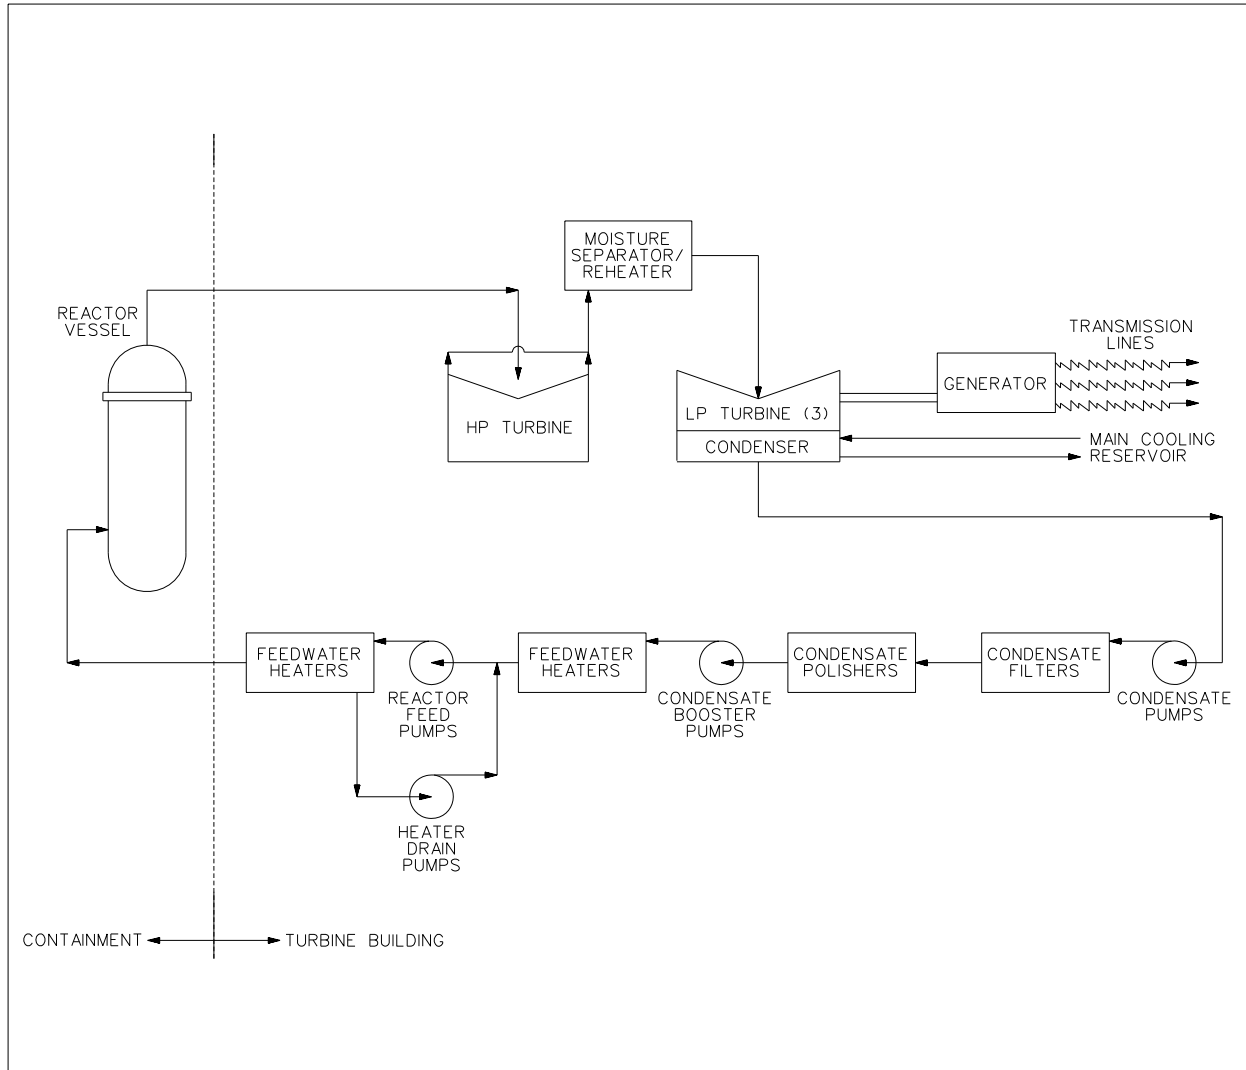 MOISTURE
SEPARATOR/
REHEATER
REACTOR
VESSEL
TRANSMISSION
LINES
GENERATOR
HP TURBINE
LP TURBINE (3)
CONDENSER
MAIN COOLING
RESERVOIR
FEEDWATER
HEATERS
REACTOR
FEED
PUMPS
FEEDWATER
HEATERS
CONDENSATE
BOOSTER
PUMPS
CONDENSATE
POLISHERS
CONDENSATE
FILTERS
CONDENSATE
PUMPS
HEATER
DRAIN
PUMPS
CONTAINMENT
TURBINE BUILDING